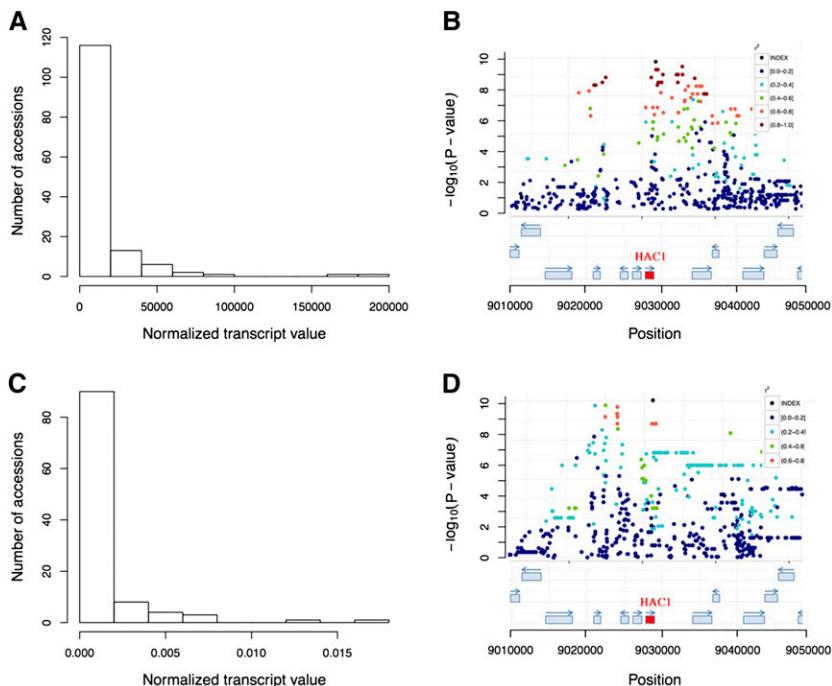 A
Number of accessions
120
100
80
60
40
20
0
0 50000 100000 150000 200000
Normalized transcript value
B
−log10(P − value)
10
8
6
4
2
0
r²
INDEX
[0.0−0.2]
(0.2−0.4]
(0.4−0.6]
(0.6−0.8]
(0.8−1.0]
HAC1
9010000 9020000 9030000 9040000 9050000
Position
C
Number of accessions
80
60
40
20
0
0.000 0.005 0.010 0.015
Normalized transcript value
D
−log10(P − value)
10
8
6
4
2
0
r²
INDEX
[0.0−0.2]
(0.2−0.4]
(0.4−0.6]
(0.6−0.8]
HAC1
9010000 9020000 9030000 9040000 9050000
Position